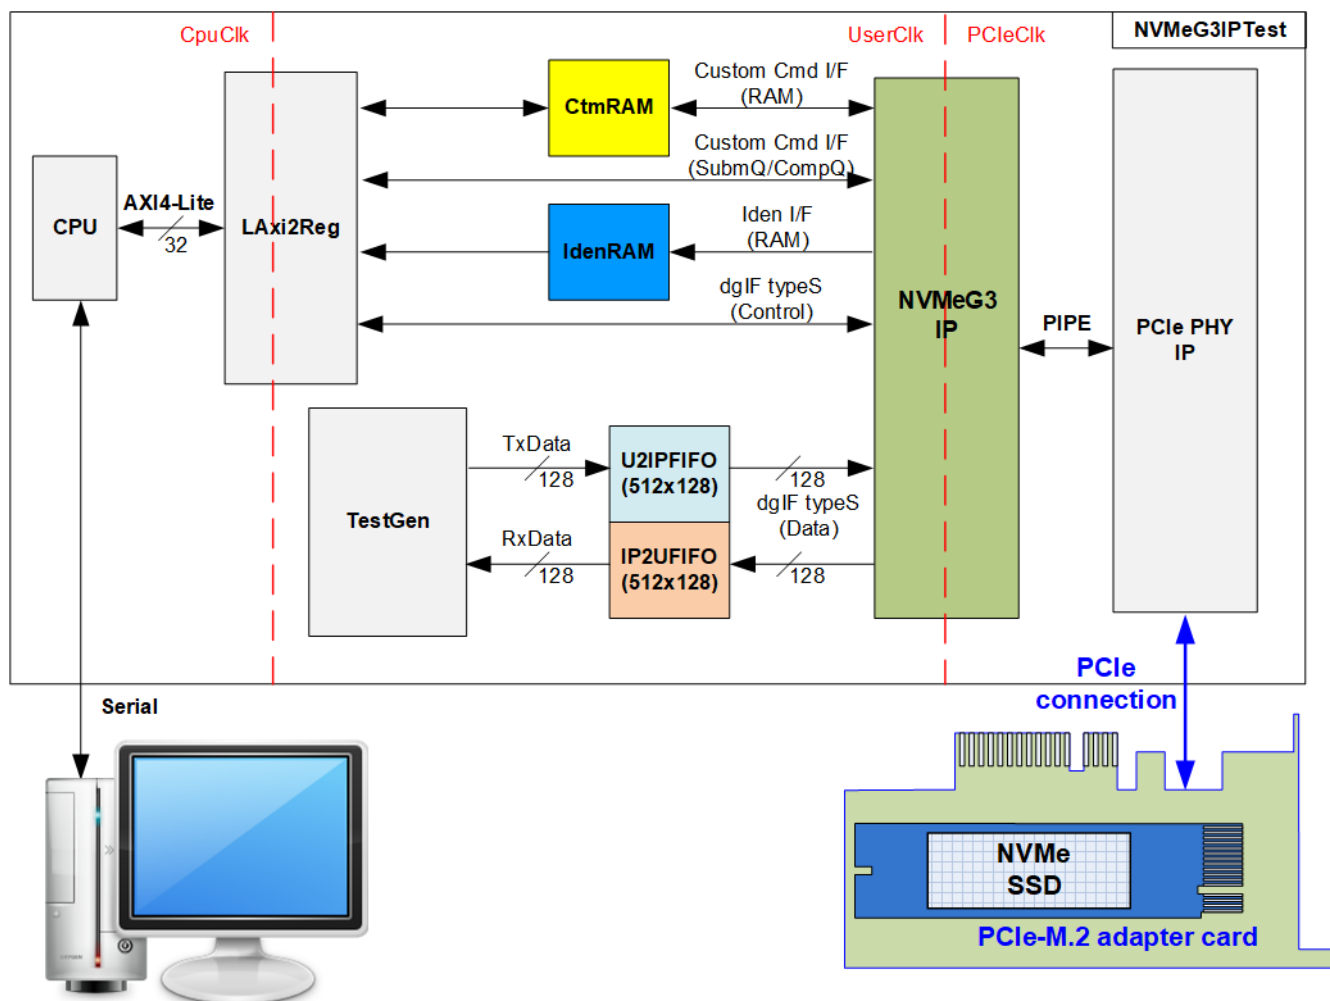 CpuClk
UserClk
PCIeClk
NVMeG3IPTest
Custom Cmd I/F
(RAM)
CtmRAM
Custom Cmd I/F
(SubmQ/CompQ)
CPU
AXI4-Lite
32
LAxi2Reg
Iden I/F
(RAM)
IdenRAM
dgIF typeS
(Control)
NVMeG3
IP
PIPE
PCIe PHY
IP
TestGen
TxData
128
U2IPFIFO
(512x128)
128
dgIF typeS
(Data)
RxData
128
IP2UFIFO
(512x128)
128
PCIe
connection
Serial
NVMe
SSD
PCIe-M.2 adapter card